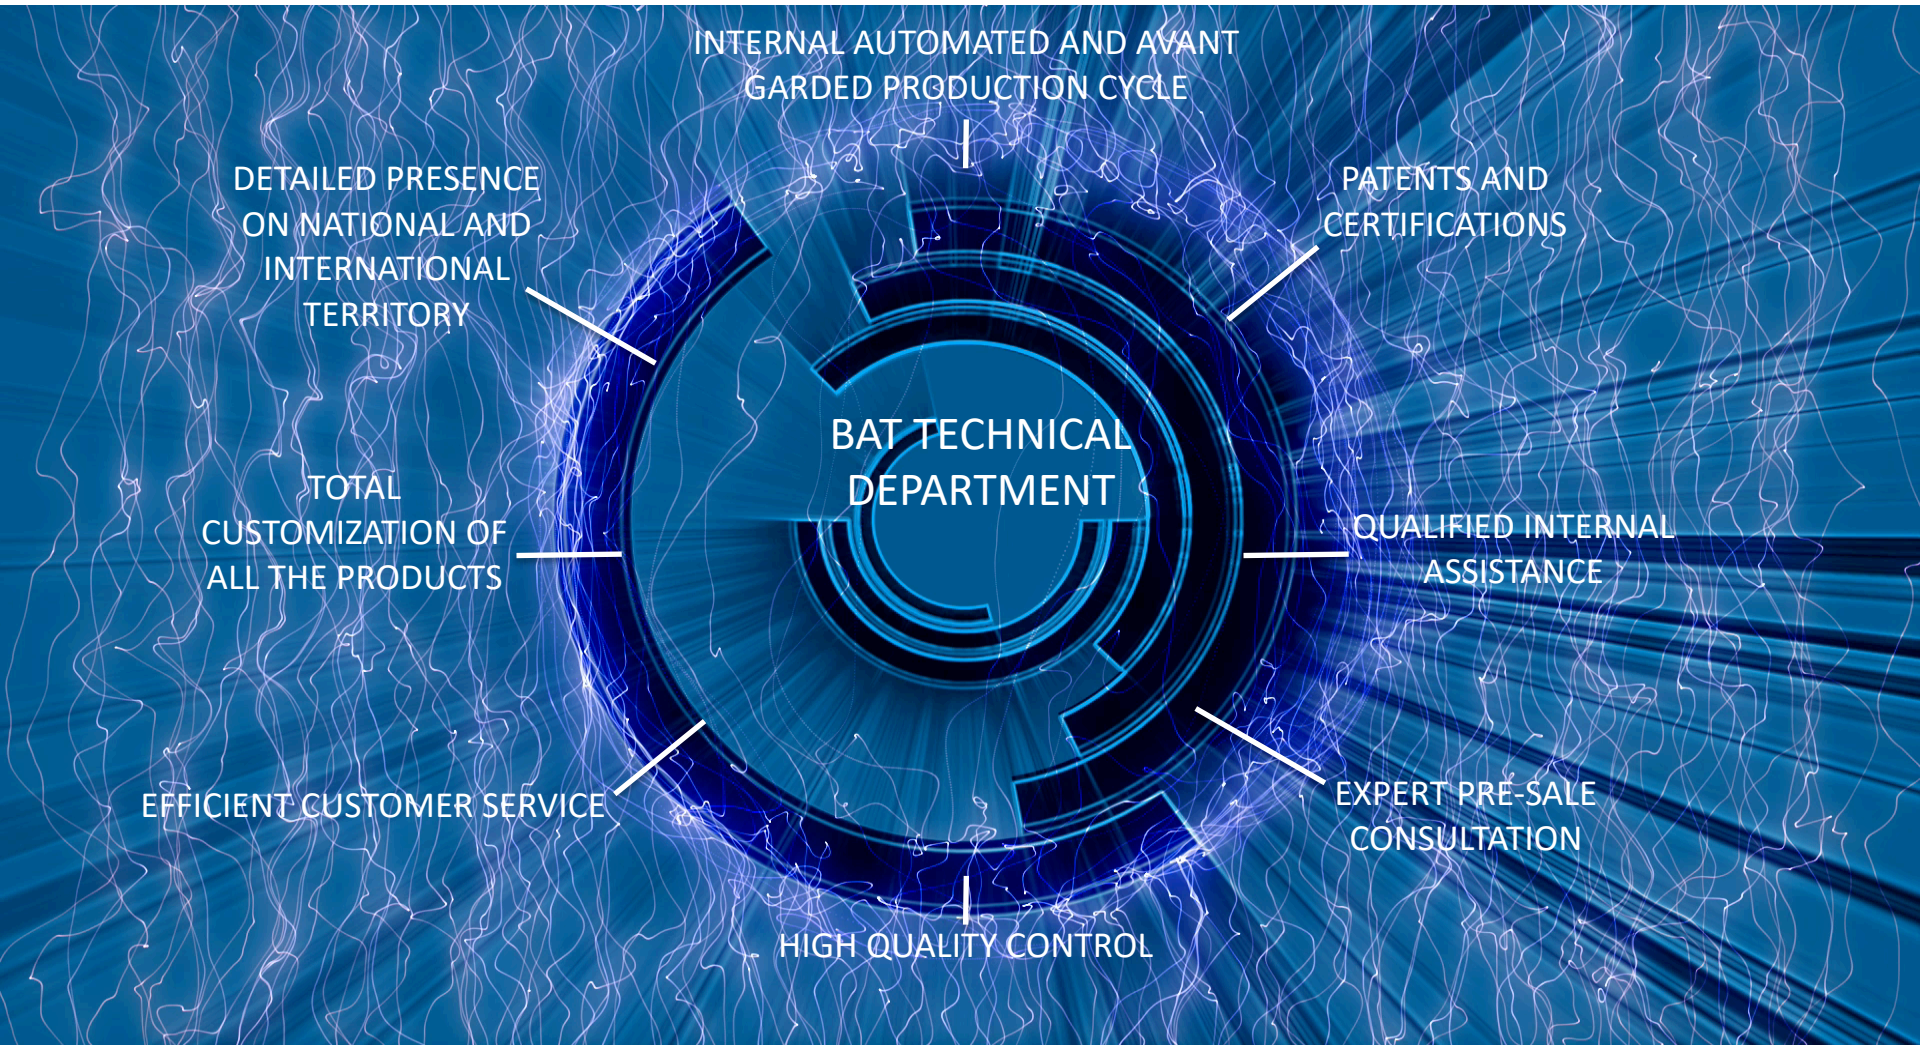 INTERNAL AUTOMATED AND AVANT
GARDED PRODUCTION CYCLE
DETAILED PRESENCE
ON NATIONAL AND
INTERNATIONAL
TERRITORY
PATENTS AND
CERTIFICATIONS
BAT TECHNICAL
DEPARTMENT
TOTAL
CUSTOMIZATION OF
ALL THE PRODUCTS
QUALIFIED INTERNAL
ASSISTANCE
EFFICIENT CUSTOMER SERVICE
EXPERT PRE-SALE
CONSULTATION
HIGH QUALITY CONTROL